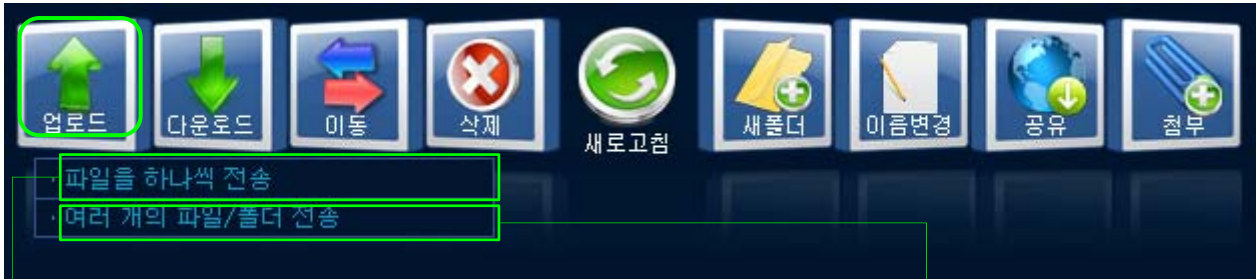 업로드 다운로드 이동 삭제 새로고침 새폴더 이름변경 공유 첨부
· 파일을 하나씩 전송
· 여러 개의 파일/폴더 전송